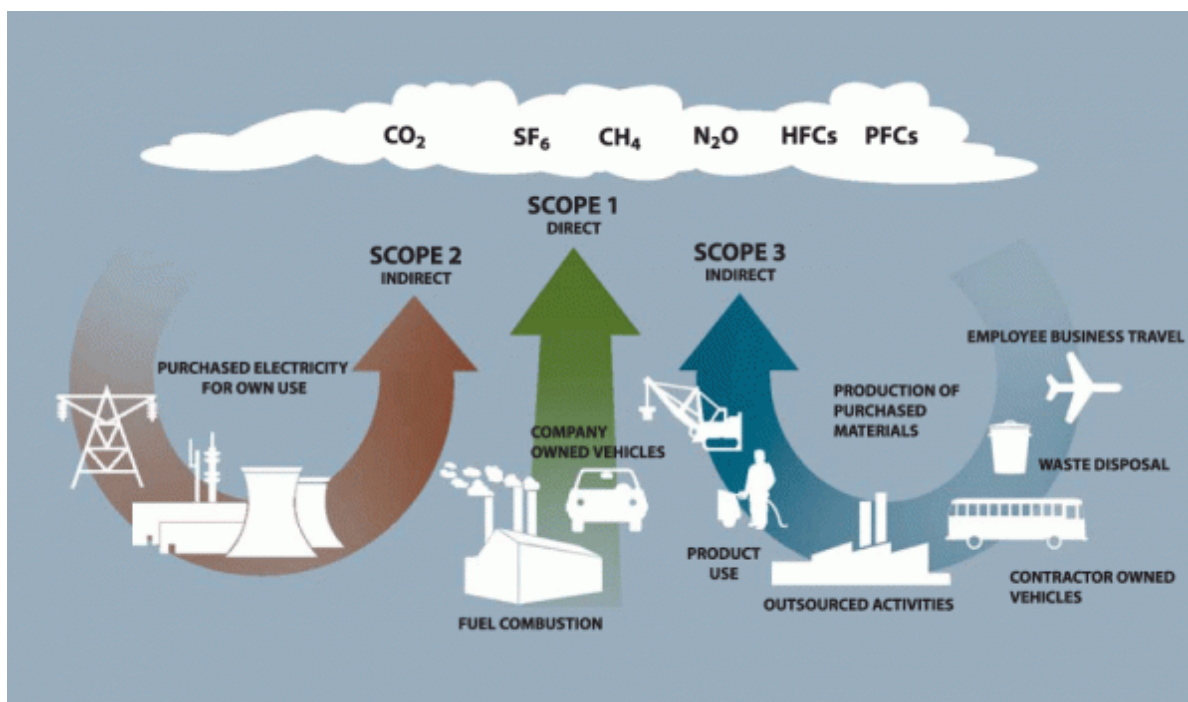 CO₂ SF₆ CH₄ N₂O HFCs PFCs
SCOPE 1
DIRECT
SCOPE 2
INDIRECT
SCOPE 3
INDIRECT
PURCHASED ELECTRICITY
FOR OWN USE
COMPANY
OWNED VEHICLES
FUEL COMBUSTION
EMPLOYEE BUSINESS TRAVEL
PRODUCTION OF
PURCHASED
MATERIALS
WASTE DISPOSAL
PRODUCT
USE
OUTSOURCED ACTIVITIES
CONTRACTOR OWNED
VEHICLES